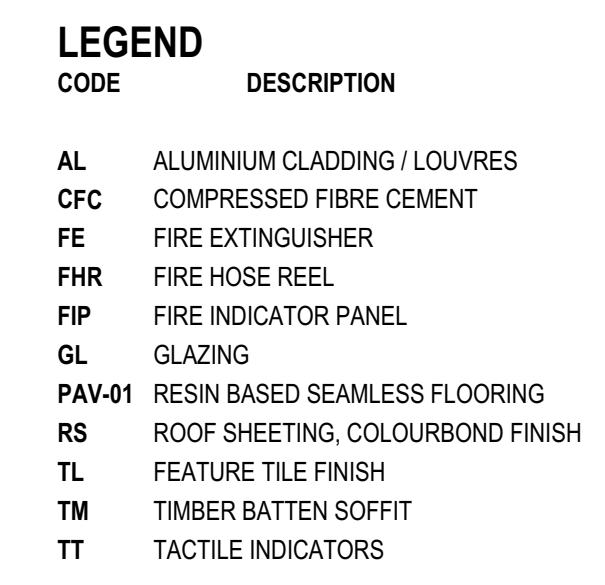 LEGEND
CODE DESCRIPTION
AL ALUMINIUM CLADDING / LOUVRES
CFC COMPRESSED FIBRE CEMENT
FE FIRE EXTINGUISHER
FHR FIRE HOSE REEL
FIP FIRE INDICATOR PANEL
GL GLAZING
PAV-01 RESIN BASED SEAMLESS FLOORING
RS ROOF SHEETING, COLOURBOND FINISH
TL FEATURE TILE FINISH
TM TIMBER BATTEN SOFFIT
TT TACTILE INDICATORS